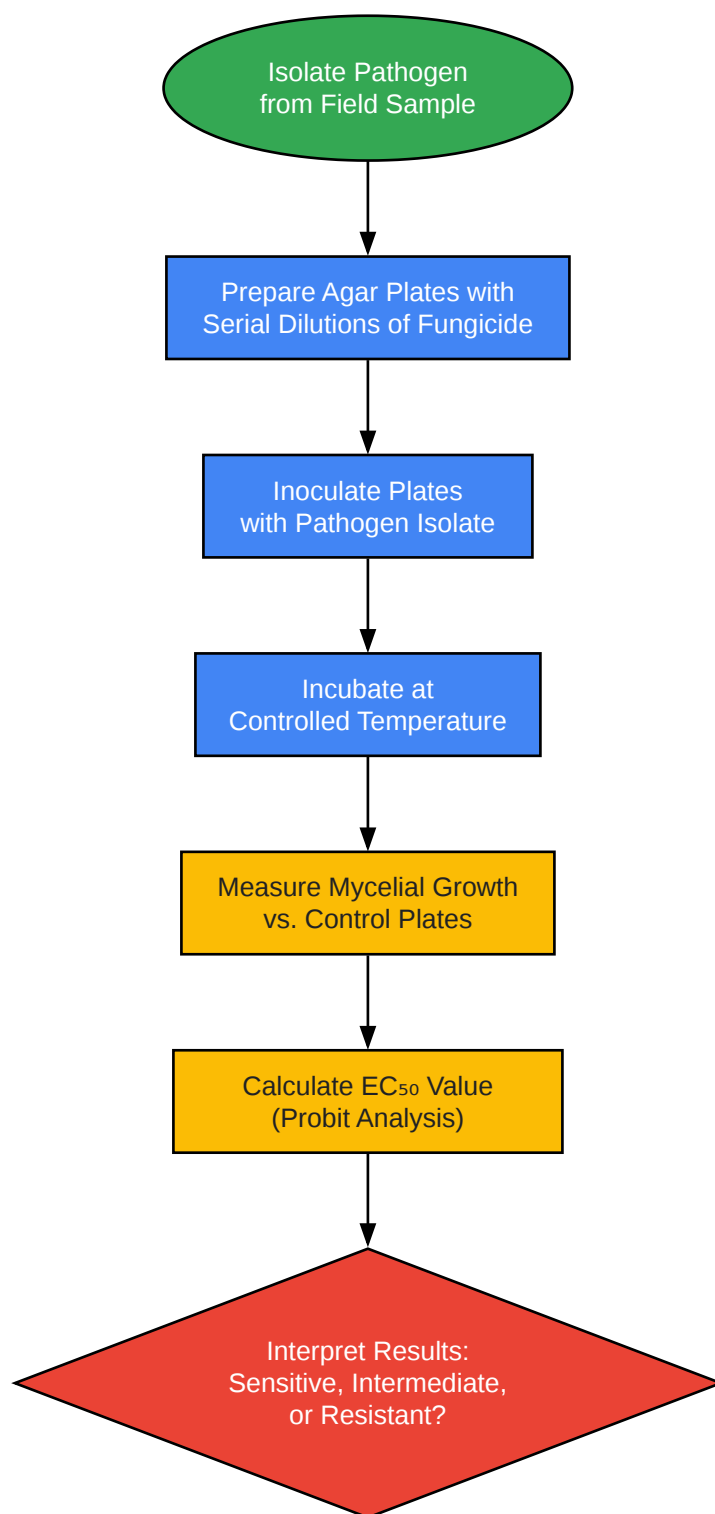 Isolate Pathogen
from Field Sample
Prepare Agar Plates with
Serial Dilutions of Fungicide
Inoculate Plates
with Pathogen Isolate
Incubate at
Controlled Temperature
Measure Mycelial Growth
vs. Control Plates
Calculate EC₅₀ Value
(Probit Analysis)
Interpret Results:
Sensitive, Intermediate,
or Resistant?